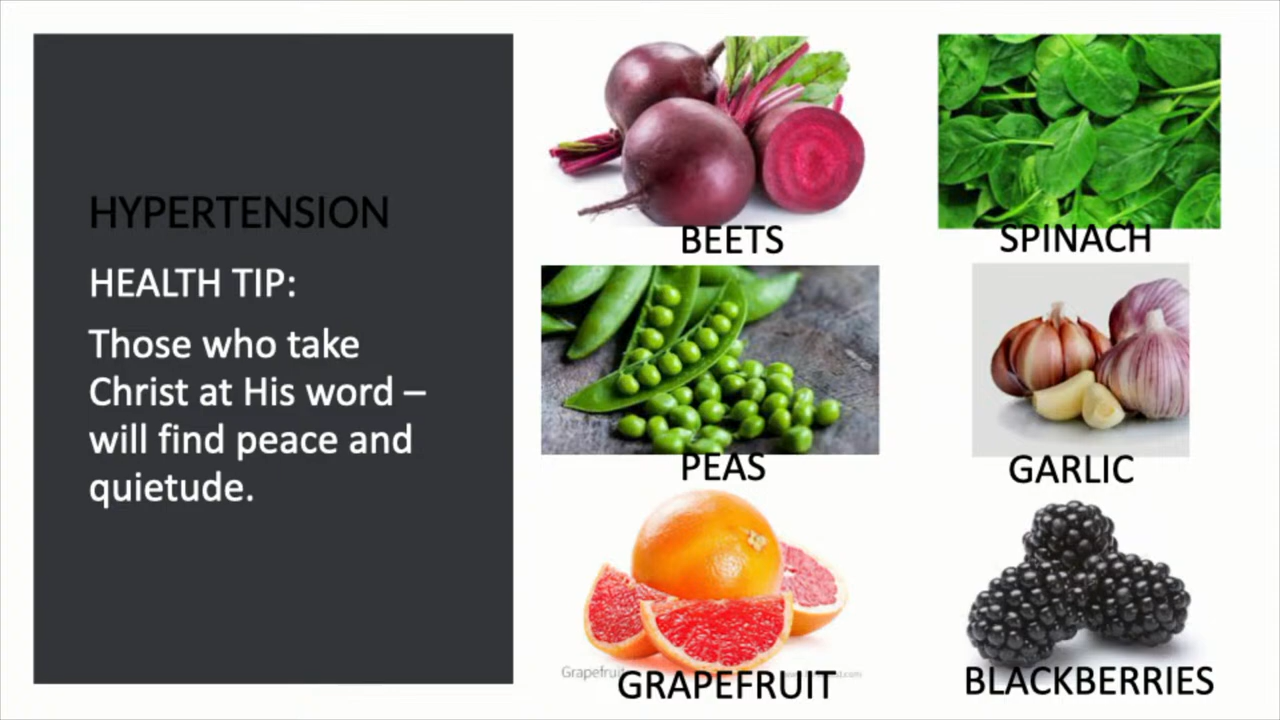 HYPERTENSION
HEALTH TIP:
Those who take
Christ at His word –
will find peace and
quietude.
BEETS
SPINACH
PEAS
GARLIC
Grapefruit
GRAPEFRUIT
BLACKBERRIES